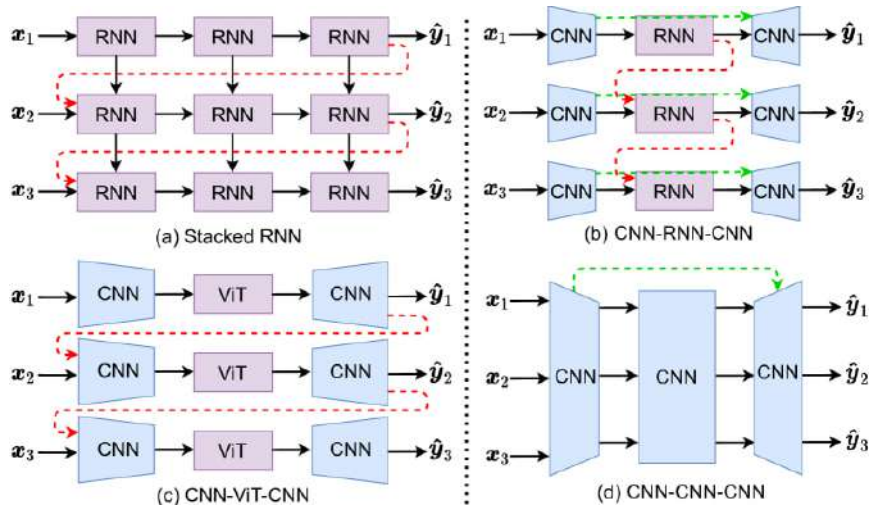 x₁ RNN RNN RNN ŷ₁
x₂ RNN RNN RNN ŷ₂
x₃ RNN RNN RNN ŷ₃
(a) Stacked RNN
x₁ CNN RNN CNN ŷ₁
x₂ CNN RNN CNN ŷ₂
x₃ CNN RNN CNN ŷ₃
(b) CNN-RNN-CNN
x₁ CNN ViT CNN ŷ₁
x₂ CNN ViT CNN ŷ₂
x₃ CNN ViT CNN ŷ₃
(c) CNN-ViT-CNN
x₁ ŷ₁
x₂ CNN CNN CNN ŷ₂
x₃ ŷ₃
(d) CNN-CNN-CNN